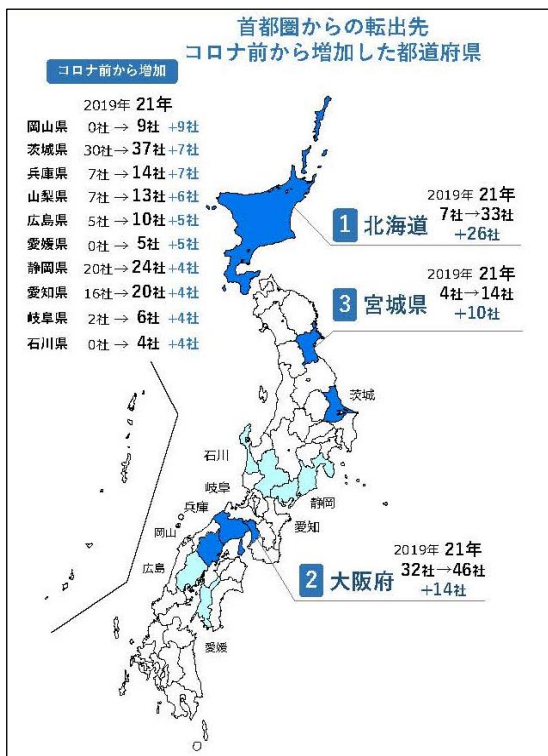 首都圏からの転出先
コロナ前から増加した都道府県
コロナ前から増加
2019年 21年
岡山県 0社→ 9社 +9社
茨城県 30社→ 37社 +7社
兵庫県 7社→ 14社 +7社
山梨県 7社→ 13社 +6社
広島県 5社→ 10社 +5社
愛媛県 0社→ 5社 +5社
静岡県 20社→ 24社 +4社
愛知県 16社→ 20社 +4社
岐阜県 2社→ 6社 +4社
石川県 0社→ 4社 +4社
2019年 21年
1 北海道 7社→33社
+26社
2019年 21年
3 宮城県 4社→14社
+10社
茨城
石川
岐阜
静岡
兵庫
愛知
岡山
広島
2019年 21年
2 大阪府 32社→46社
+14社
愛媛